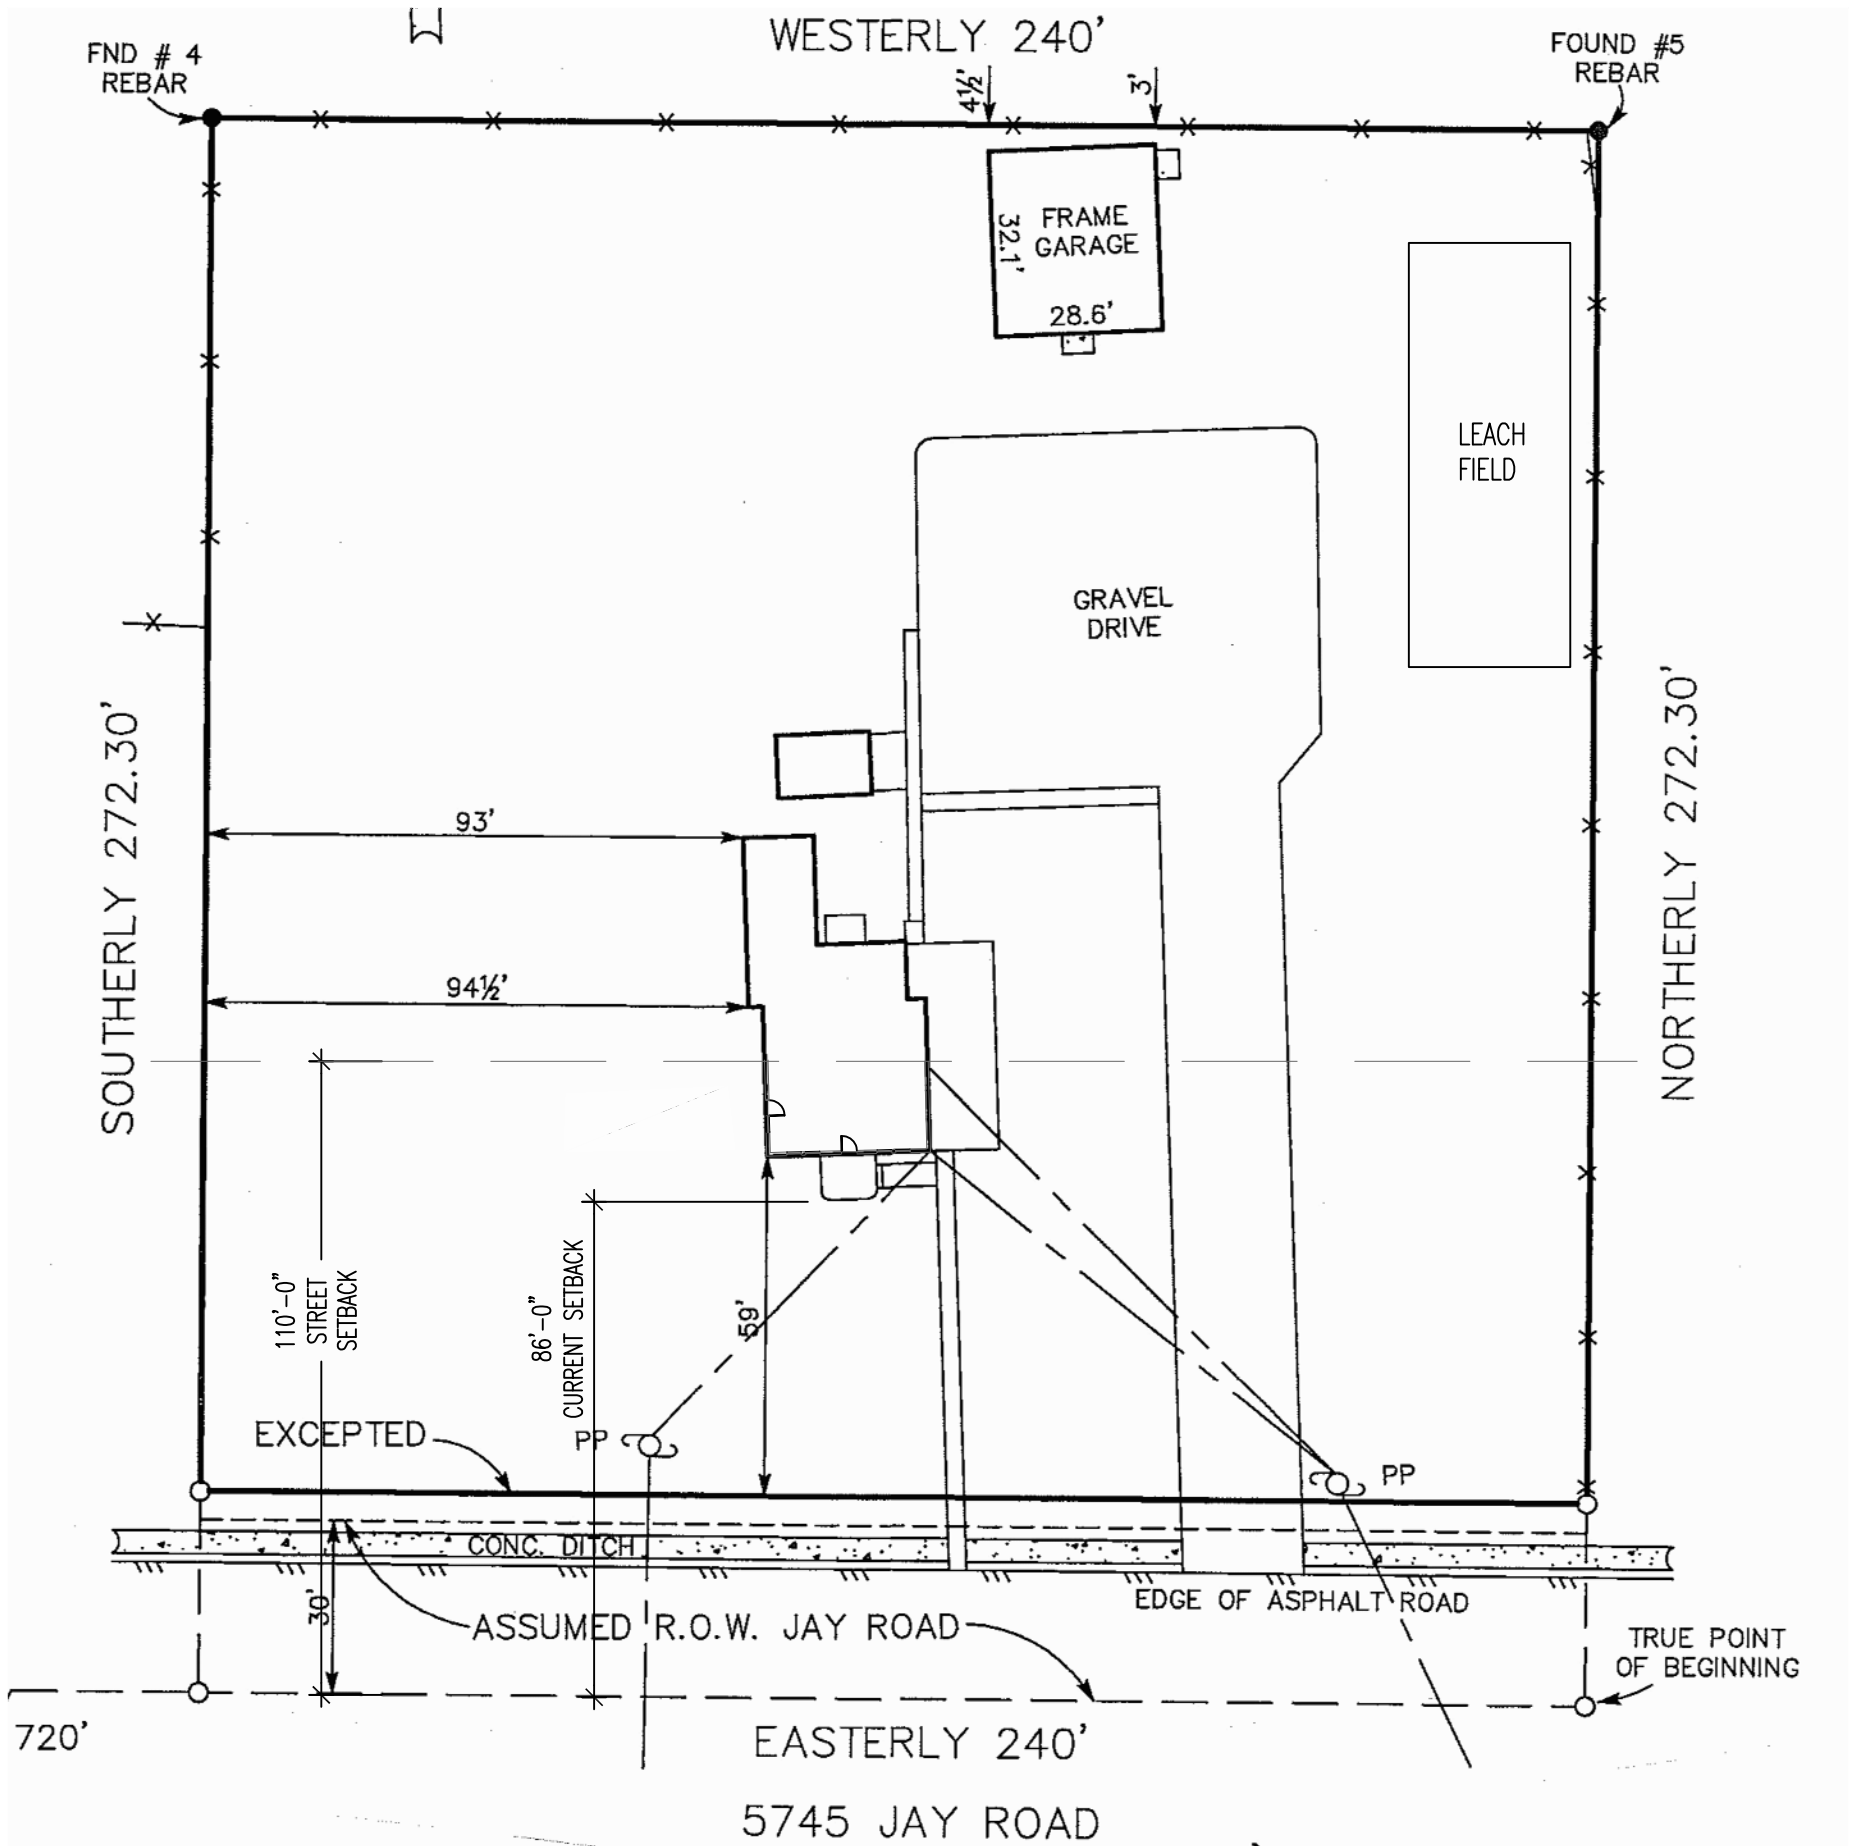 WESTERLY 240'
FND # 4
REBAR
FOUND #5
REBAR
4½'
3'
FRAME
GARAGE
32.1'
28.6'
LEACH
FIELD
GRAVEL
DRIVE
SOUTHERLY 272.30'
NORTHERLY 272.30'
93'
94½'
110'-0"
STREET
SETBACK
86'-0"
CURRENT SETBACK
59'
EXCEPTED
PP
PP
CONC. DITCH
30'
EDGE OF ASPHALT ROAD
ASSUMED R.O.W. JAY ROAD
TRUE POINT
OF BEGINNING
720'
EASTERLY 240'
5745 JAY ROAD